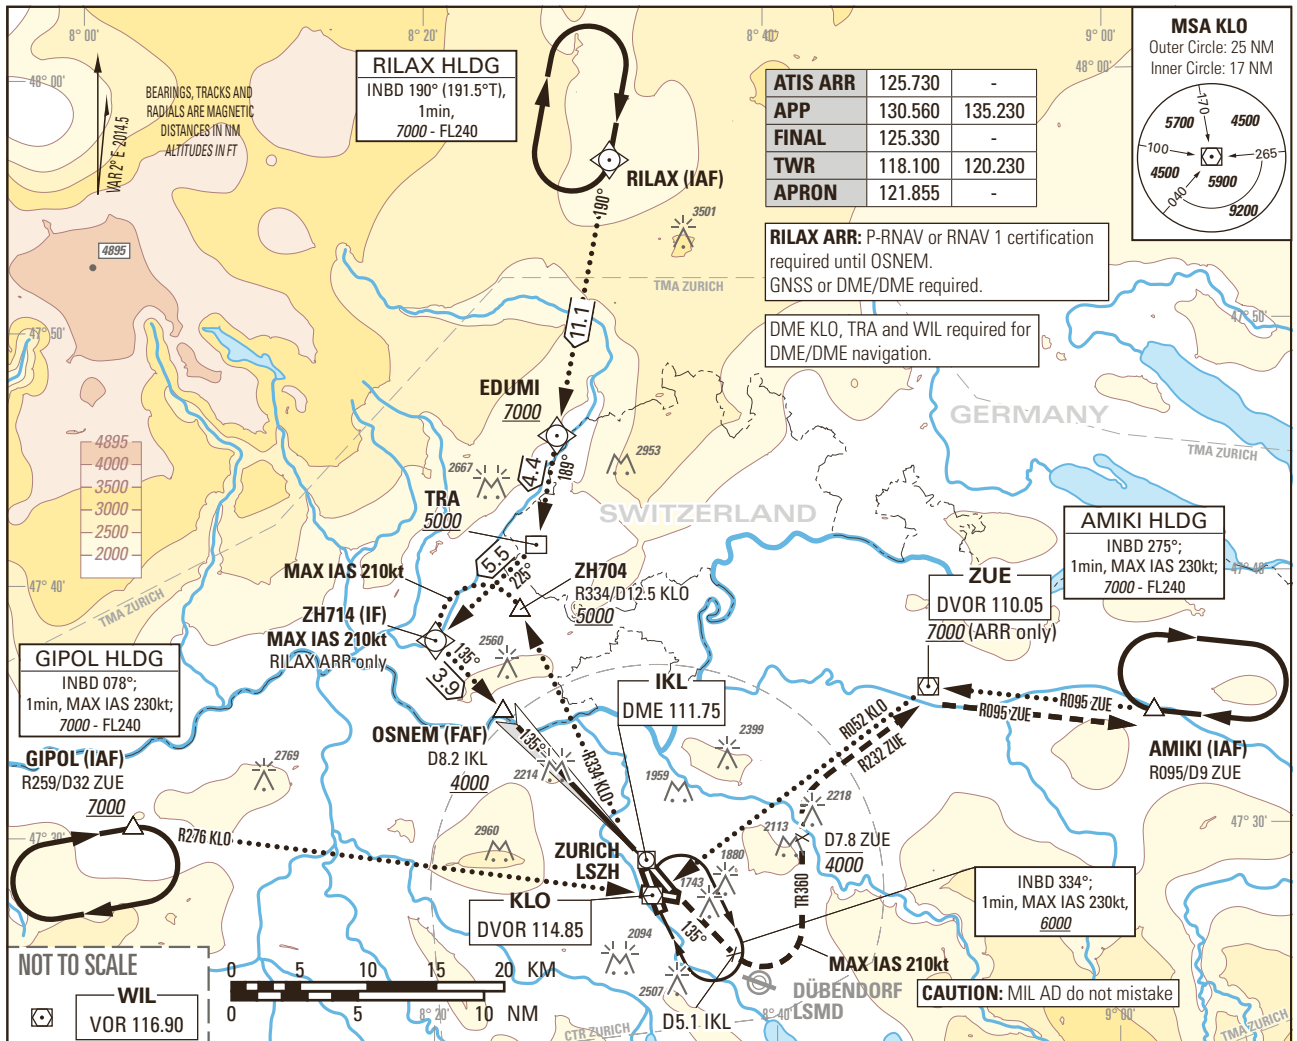 8° 00'
8° 20'
8° 40'
9° 00'
48° 00'
48° 00'
MSA KLO
Outer Circle: 25 NM
Inner Circle: 17 NM
170
5700
4500
100
265
4500
5900
040
9200
RILAX HLDG
INBD 190° (191.5°T),
1min,
7000 - FL240
BEARINGS, TRACKS AND
RADIALS ARE MAGNETIC
DISTANCES IN NM
ALTITUDES IN FT
VAR 2° E 2014.5
ATIS ARR 125.730 -
APP 130.560 135.230
FINAL 125.330 -
TWR 118.100 120.230
APRON 121.855 -
RILAX (IAF)
190°
3501
4895
RILAX ARR: P-RNAV or RNAV 1 certification
required until OSNEM.
GNSS or DME/DME required.
TMA ZURICH
11.1
47° 50'
47° 50'
DME KLO, TRA and WIL required for
DME/DME navigation.
EDUMI
7000
GERMANY
TMA ZURICH
4895
4000
3500
3000
2500
2000
2667
4.4
189°
2953
TRA
5000
SWITZERLAND
AMIKI HLDG
INBD 275°;
1min, MAX IAS 230kt;
7000 - FL240
MAX IAS 210kt
5.5
225°
ZH704
R334/D12.5 KLO
5000
ZUE
DVOR 110.05
7000 (ARR only)
47° 40'
TMA ZURICH
ZH714 (IF)
MAX IAS 210kt
RILAX ARR only
135°
3.9
2560
GIPOL HLDG
INBD 078°;
1min, MAX IAS 230kt;
7000 - FL240
IKL
DME 111.75
R095 ZUE
R095 ZUE
R052 KLO
R232 ZUE
AMIKI (IAF)
R095/D9 ZUE
OSNEM (FAF)
D8.2 IKL
4000
135°
2214
R334 KLO
2399
1959
GIPOL (IAF)
R259/D32 ZUE
7000
2769
2218
2113
D7.8 ZUE
4000
47° 30'
47° 30'
R276 KLO
2960
ZURICH
LSZH
1880
1743
TR360
INBD 334°;
1min, MAX IAS 230kt,
6000
KLO
DVOR 114.85
135°
2094
2507
MAX IAS 210kt
DÜBENDORF
LSMD
CAUTION: MIL AD do not mistake
D5.1 IKL
NOT TO SCALE
WIL
VOR 116.90
0 5 10 15 20 KM
0 5 10 NM
8° 20'
8° 40'
9° 00'
CTR ZURICH
TMA ZURICH